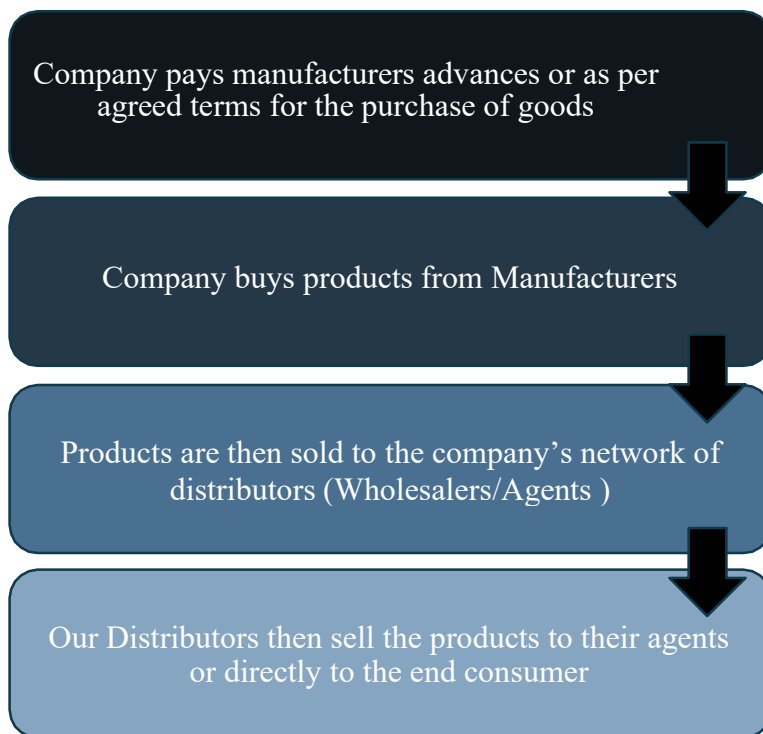 Company pays manufacturers advances or as per
agreed terms for the purchase of goods
Company buys products from Manufacturers
Products are then sold to the company’s network of
distributors (Wholesalers/Agents )
Our Distributors then sell the products to their agents
or directly to the end consumer